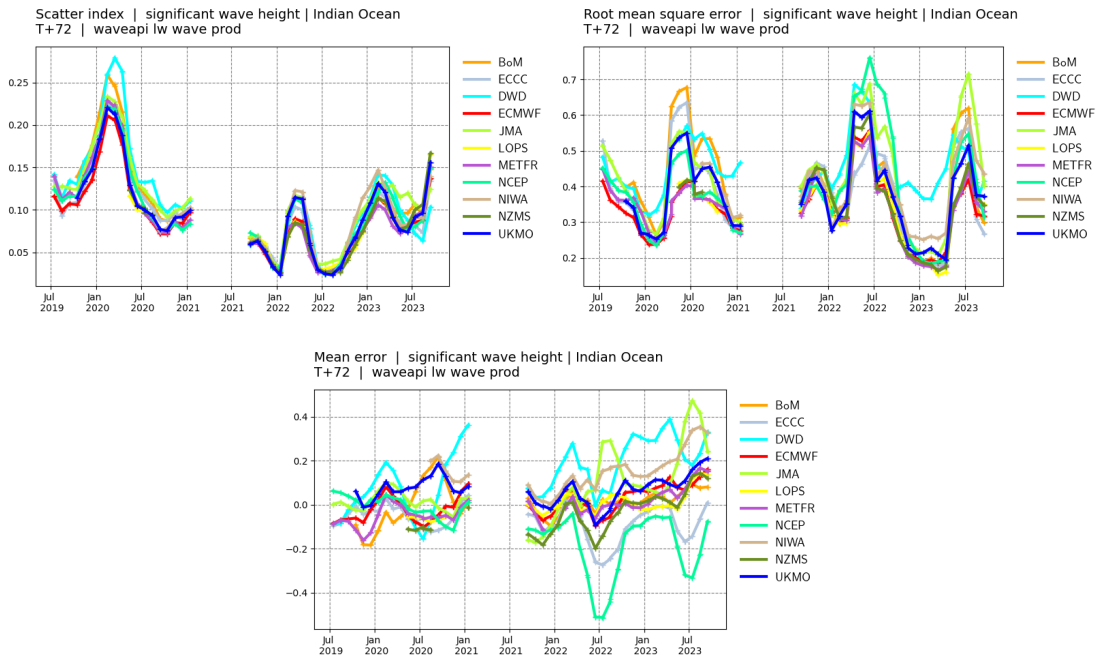 Scatter index | significant wave height | Indian Ocean
T+72 | waveapi lw wave prod
0.25
0.20
0.15
0.10
0.05
Jul 2019
Jan 2020
Jul 2020
Jan 2021
Jul 2021
Jan 2022
Jul 2022
Jan 2023
Jul 2023
BoM
ECCC
DWD
ECMWF
JMA
LOPS
METFR
NCEP
NIWA
NZMS
UKMO
Root mean square error | significant wave height | Indian Ocean
T+72 | waveapi lw wave prod
0.7
0.6
0.5
0.4
0.3
0.2
Jul 2019
Jan 2020
Jul 2020
Jan 2021
Jul 2021
Jan 2022
Jul 2022
Jan 2023
Jul 2023
BoM
ECCC
DWD
ECMWF
JMA
LOPS
METFR
NCEP
NIWA
NZMS
UKMO
Mean error | significant wave height | Indian Ocean
T+72 | waveapi lw wave prod
0.4
0.2
0.0
−0.2
−0.4
Jul 2019
Jan 2020
Jul 2020
Jan 2021
Jul 2021
Jan 2022
Jul 2022
Jan 2023
Jul 2023
BoM
ECCC
DWD
ECMWF
JMA
LOPS
METFR
NCEP
NIWA
NZMS
UKMO